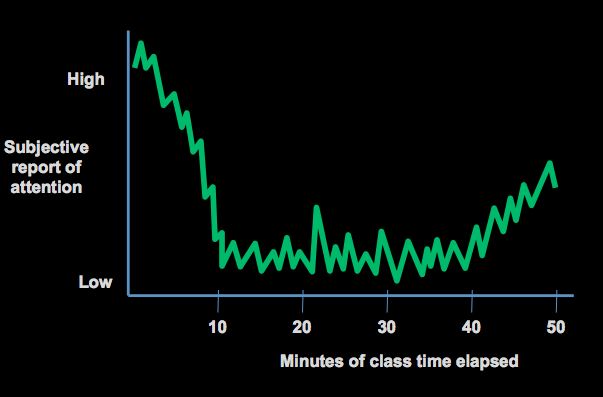 High
Subjective
report of
attention
Low
10 20 30 40 50
Minutes of class time elapsed